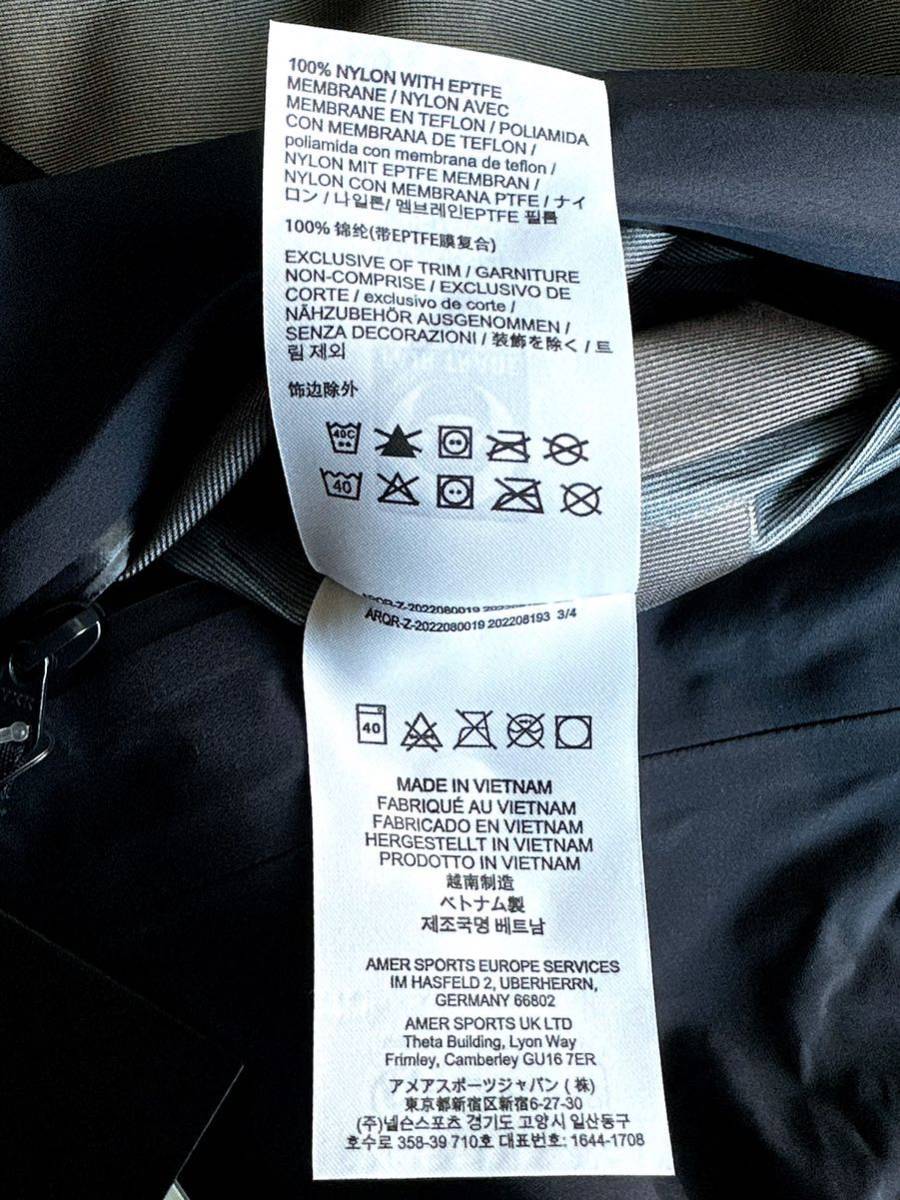 100% NYLON WITH EPTFE
MEMBRANE / NYLON AVEC
MEMBRANE EN TEFLON / POLIAMIDA
CON MEMBRANA DE TEFLON /
poliamida con membrana de teflon /
NYLON MIT EPTFE MEMBRAN /
NYLON CON MEMBRANA PTFE / ナイ
ロン / 나일론/ 멤브레인EPTFE 필름
100% 锦纶(带EPTFE膜复合)
EXCLUSIVE OF TRIM / GARNITURE
NON-COMPRISE / EXCLUSIVO DE
CORTE / exclusivo de corte /
NÄHZUBEHÖR AUSGENOMMEN /
SENZA DECORAZIONI / 装飾を除く / 트
림 제외
饰边除外
40C
40
ARQR-Z-2022080019
ARQR-Z-2022080019 202208193 3/4
40
MADE IN VIETNAM
FABRIQUÉ AU VIETNAM
FABRICADO EN VIETNAM
HERGESTELLT IN VIETNAM
PRODOTTO IN VIETNAM
越南制造
ベトナム製
제조국명 베트남
AMER SPORTS EUROPE SERVICES
IM HASFELD 2, UBERHERRN,
GERMANY 66802
AMER SPORTS UK LTD
Theta Building, Lyon Way
Frimley, Camberley GU16 7ER
アメアスポーツジャパン (株)
東京都新宿区新宿6-27-30
(주)넬슨스포츠 경기도 고양시 일산동구
호수로 358-39 710호 대표번호: 1644-1708